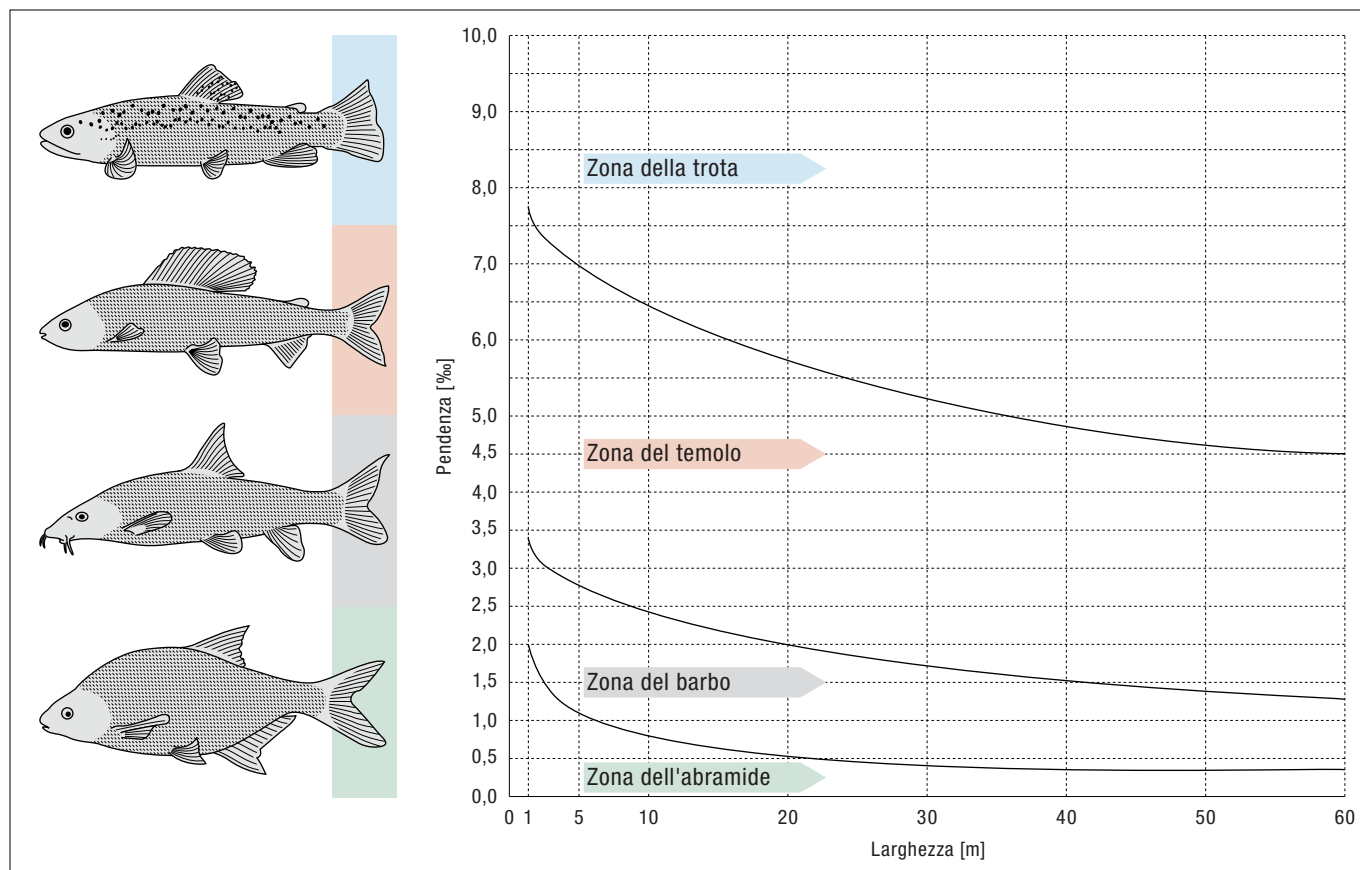 10,0
9,0
Zona della trota
8,0
7,0
6,0
Pendenza [‰]
5,0
4,5
Zona del temolo
4,0
3,5
3,0
2,5
2,0
1,5
Zona del barbo
1,0
0,5
Zona dell'abramide
0,0
0 1 5 10 20 30 40 50 60
Larghezza [m]